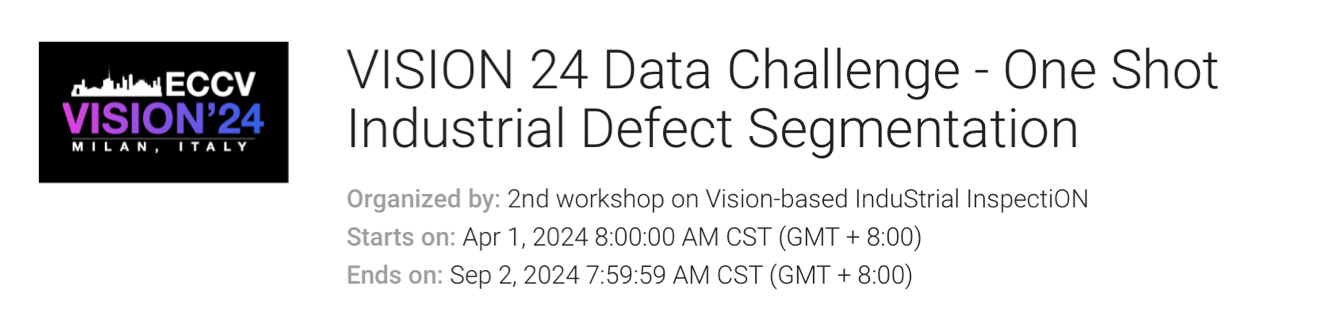 ECCV
VISION'24
MILAN, ITALY
VISION 24 Data Challenge - One Shot
Industrial Defect Segmentation
Organized by: 2nd workshop on Vision-based InduStrial InspectiON
Starts on: Apr 1, 2024 8:00:00 AM CST (GMT + 8:00)
Ends on: Sep 2, 2024 7:59:59 AM CST (GMT + 8:00)